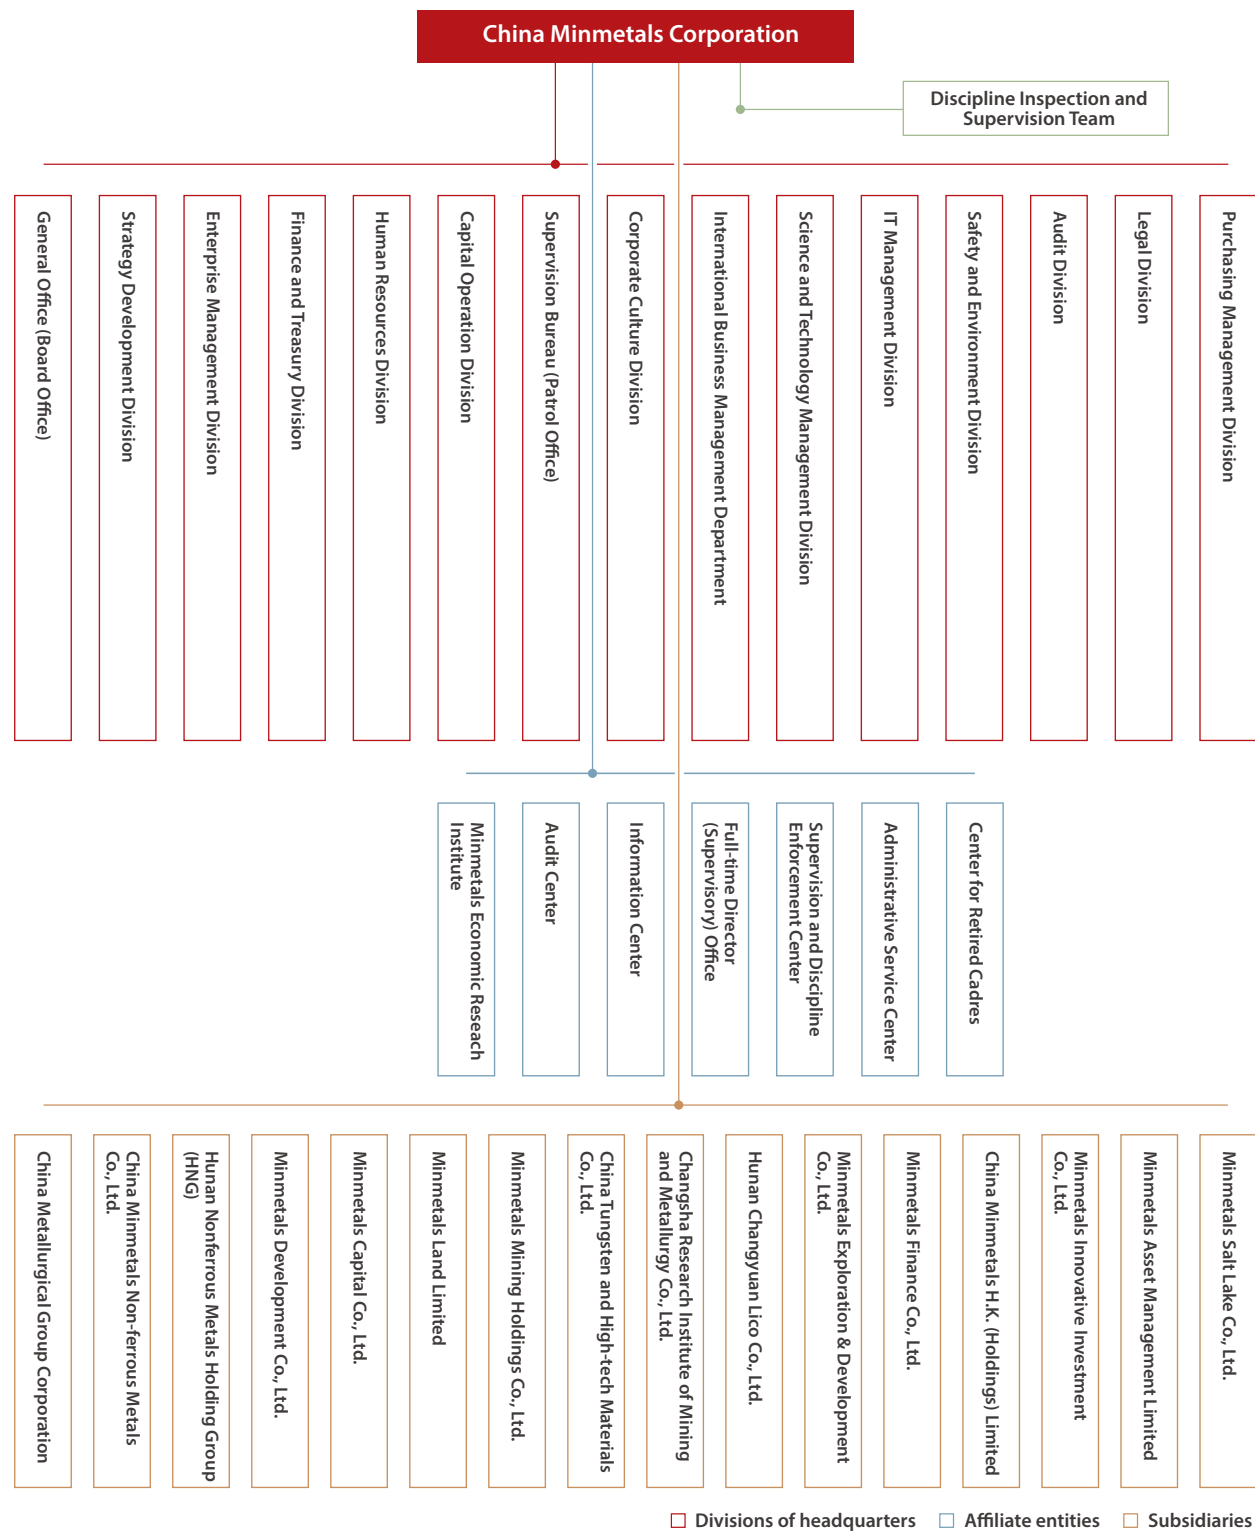 China Minmetals Corporation
Discipline Inspection and
Supervision Team
General Office (Board Office)
Strategy Development Division
Enterprise Management Division
Finance and Treasury Division
Human Resources Division
Capital Operation Division
Supervision Bureau (Patrol Office)
Corporate Culture Division
International Business Management Department
Science and Technology Management Division
IT Management Division
Safety and Environment Division
Audit Division
Legal Division
Purchasing Management Division
Minmetals Economic Reseach
Institute
Audit Center
Information Center
Full-time Director
(Supervisory) Office
Supervision and Discipline
Enforcement Center
Administrative Service Center
Center for Retired Cadres
China Metallurgical Group Corporation
China Minmetals Non-ferrous Metals
Co., Ltd.
Hunan Nonferrous Metals Holding Group
(HNG)
Minmetals Development Co., Ltd.
Minmetals Capital Co., Ltd.
Minmetals Land Limited
Minmetals Mining Holdings Co., Ltd.
China Tungsten and High-tech Materials
Co., Ltd.
Changsha Research Institute of Mining
and Metallurgy Co., Ltd.
Hunan Changyuan Lico Co., Ltd.
Minmetals Exploration & Development
Co., Ltd.
Minmetals Finance Co., Ltd.
China Minmetals H.K. (Holdings) Limited
Minmetals Innovative Investment
Co., Ltd.
Minmetals Asset Management Limited
Minmetals Salt Lake Co., Ltd.
Divisions of headquarters
Affiliate entities
Subsidiaries